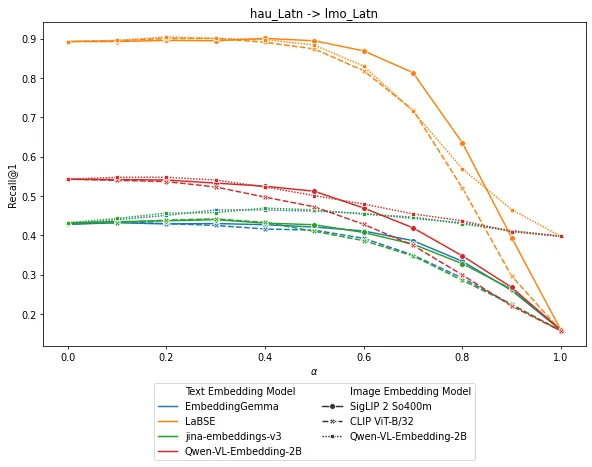 hau_Latn -> lmo_Latn
0.9
0.8
0.7
0.6
0.5
0.4
0.3
0.2
Recall@1
0.0 0.2 0.4 0.6 0.8 1.0
α
Text Embedding Model Image Embedding Model
EmbeddingGemma SigLIP 2 So400m
LaBSE CLIP ViT-B/32
jina-embeddings-v3 Qwen-VL-Embedding-2B
Qwen-VL-Embedding-2B